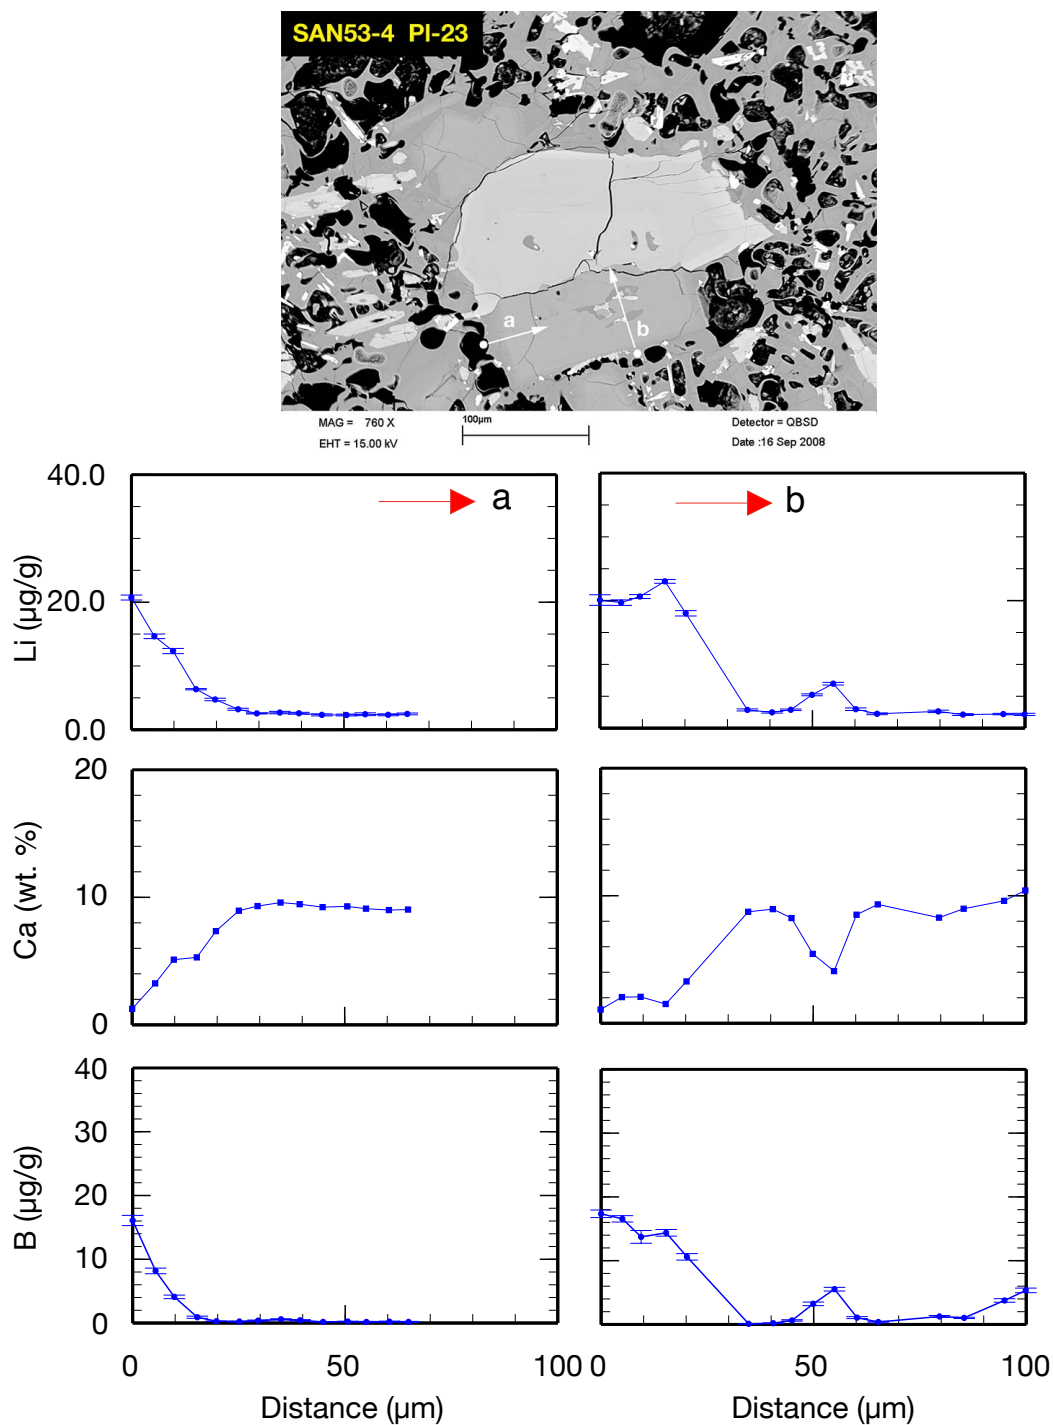 SAN53-4 PI-23
a
b
MAG = 760 X
100µm
Detector = QBSD
EHT = 15.00 kV
Date :16 Sep 2008
a
b
40.0
20.0
0.0
Li (µg/g)
20
10
0
Ca (wt. %)
40
30
20
10
0
B (µg/g)
0 50 100 0 50 100
Distance (µm) Distance (µm)